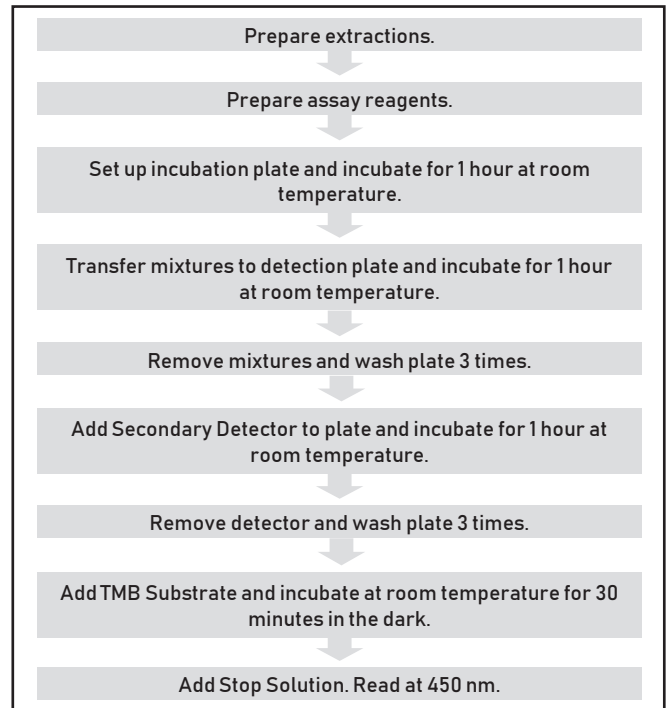 Prepare extractions.
Prepare assay reagents.
Set up incubation plate and incubate for 1 hour at room
temperature.
Transfer mixtures to detection plate and incubate for 1 hour
at room temperature.
Remove mixtures and wash plate 3 times.
Add Secondary Detector to plate and incubate for 1 hour at
room temperature.
Remove detector and wash plate 3 times.
Add TMB Substrate and incubate at room temperature for 30
minutes in the dark.
Add Stop Solution. Read at 450 nm.